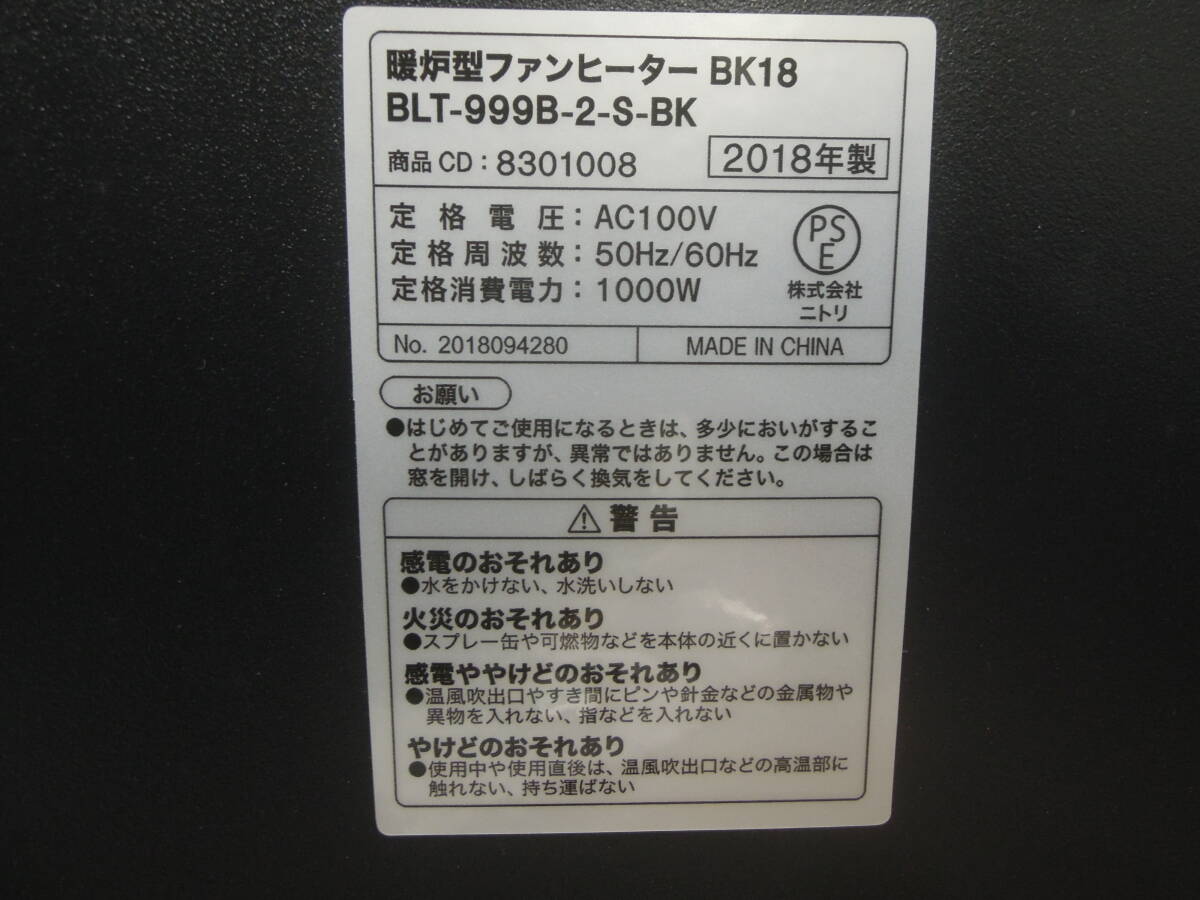 暖炉型ファンヒーター BK18
BLT-999B-2-S-BK
商品 CD：8301008
2018年製
定格電圧：AC100V
定格周波数：50Hz/60Hz
定格消費電力：1000W
PSE
株式会社
ニトリ
No. 2018094280
MADE IN CHINA
お願い
●はじめてご使用になるときは、多少においがするこ
とがありますが、異常ではありません。この場合は
窓を開け、しばらく換気をしてください。
⚠警告
感電のおそれあり
●水をかけない、水洗いしない
火災のおそれあり
●スプレー缶や可燃物などを本体の近くに置かない
感電ややけどのおそれあり
●温風吹出口やすき間にピンや針金などの金属物や
異物を入れない、指などを入れない
やけどのおそれあり
●使用中や使用直後は、温風吹出口などの高温部に
触れない、持ち運ばない